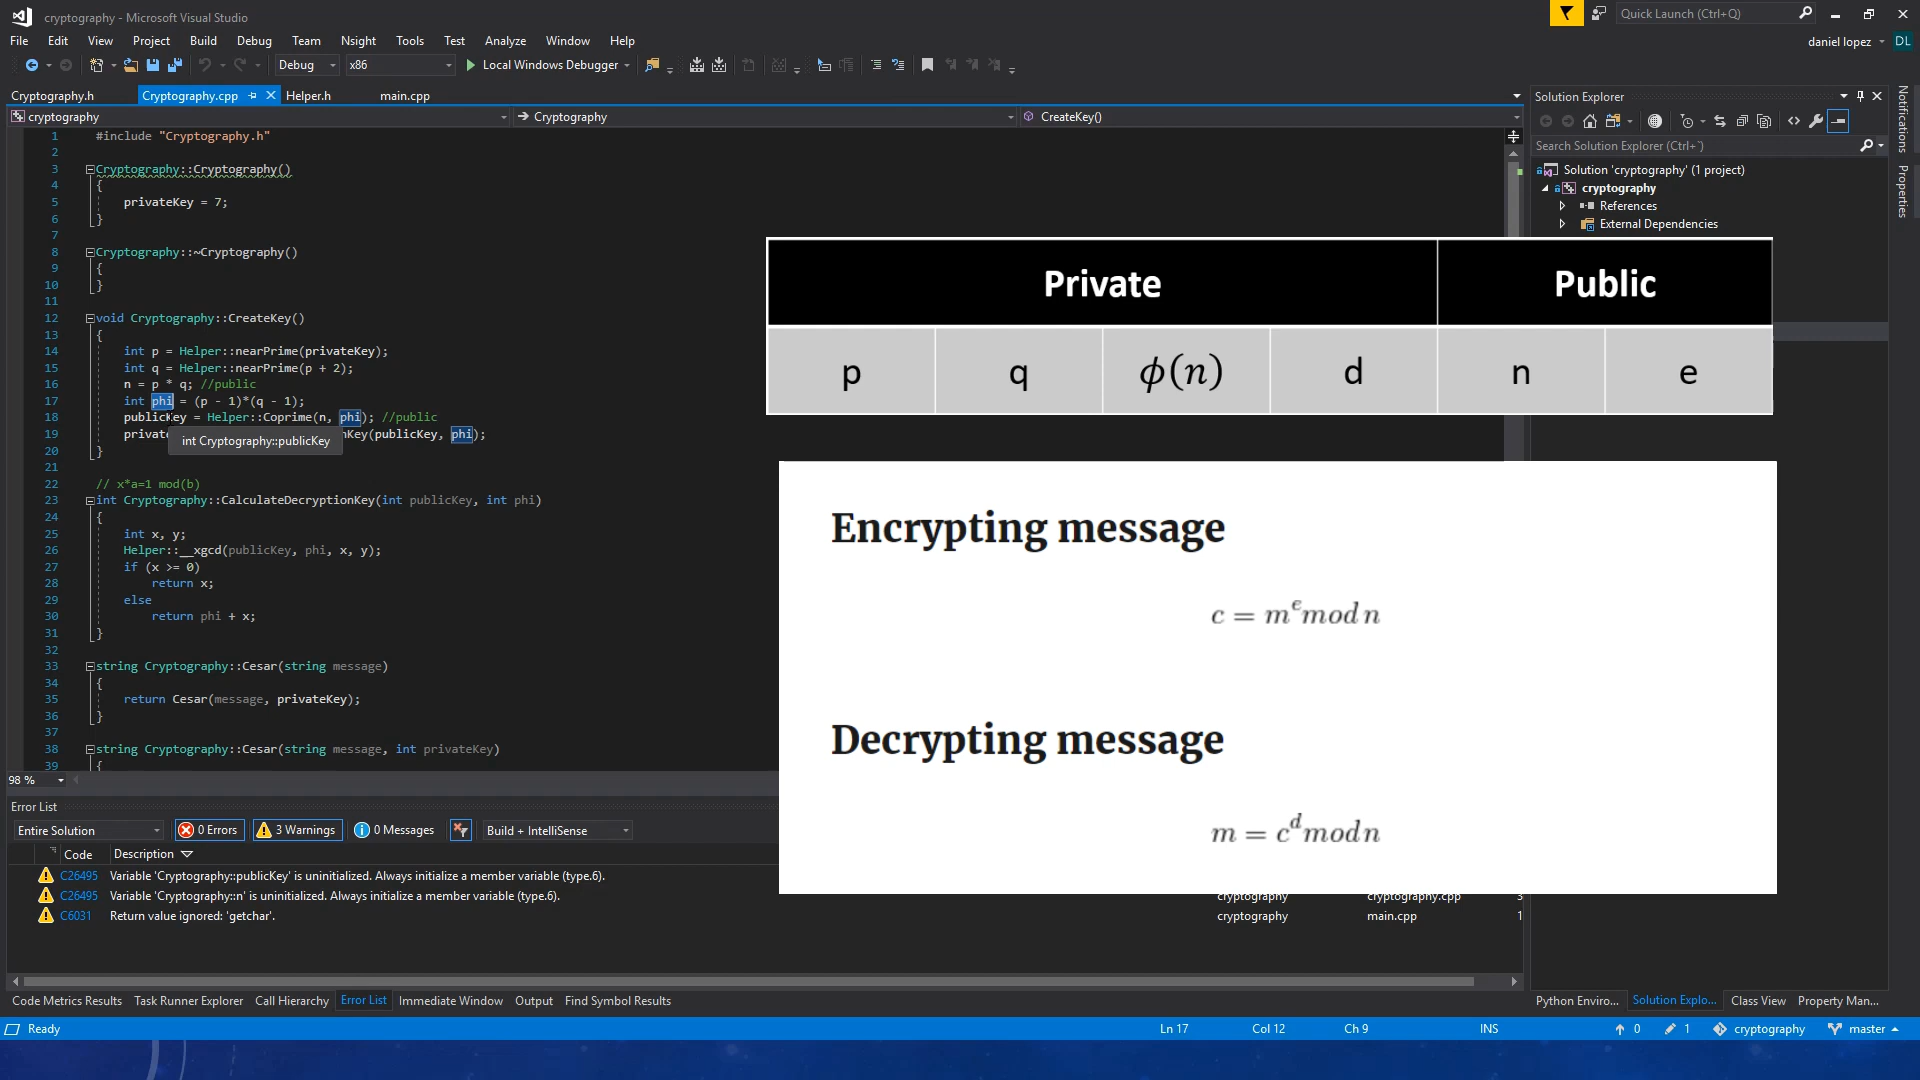 cryptography - Microsoft Visual Studio
Quick Launch (Ctrl+Q)
File Edit View Project Build Debug Team Nsight Tools Test Analyze Window Help
daniel lopez DL
Debug x86 Local Windows Debugger
Cryptography.h Cryptography.cpp Helper.h main.cpp
cryptography Cryptography CreateKey()
1 #include "Cryptography.h"
2
3 Cryptography::Cryptography()
4 {
5 privateKey = 7;
6 }
7
8 Cryptography::~Cryptography()
9 {
10 }
11
12 void Cryptography::CreateKey()
13 {
14 int p = Helper::nearPrime(privateKey);
15 int q = Helper::nearPrime(p + 2);
16 n = p * q; //public
17 int phi = (p - 1)*(q - 1);
18 publicKey = Helper::Coprime(n, phi); //public
19 priva nKey(publicKey, phi);
int Cryptography::publicKey
20 }
21
22 // x*a=1 mod(b)
23 int Cryptography::CalculateDecryptionKey(int publicKey, int phi)
24 {
25 int x, y;
26 Helper::__xgcd(publicKey, phi, x, y);
27 if (x >= 0)
28 return x;
29 else
30 return phi + x;
31 }
32
33 string Cryptography::Cesar(string message)
34 {
35 return Cesar(message, privateKey);
36 }
37
38 string Cryptography::Cesar(string message, int privateKey)
39 {
98 %
Private Public
p q ϕ(n) d n e
Encrypting message
c = m^e mod n
Decrypting message
m = c^d mod n
Solution Explorer
Search Solution Explorer (Ctrl+¨)
Solution 'cryptography' (1 project)
cryptography
References
External Dependencies
Notifications
Properties
Error List
Entire Solution 0 Errors 3 Warnings 0 Messages Build + IntelliSense
Code Description
C26495 Variable 'Cryptography::publicKey' is uninitialized. Always initialize a member variable (type.6).
C26495 Variable 'Cryptography::n' is uninitialized. Always initialize a member variable (type.6). cryptography cryptography.cpp 3
C6031 Return value ignored: 'getchar'. cryptography main.cpp 1
Code Metrics Results Task Runner Explorer Call Hierarchy Error List Immediate Window Output Find Symbol Results
Python Enviro... Solution Explo... Class View Property Man...
Ready Ln 17 Col 12 Ch 9 INS 0 1 cryptography master